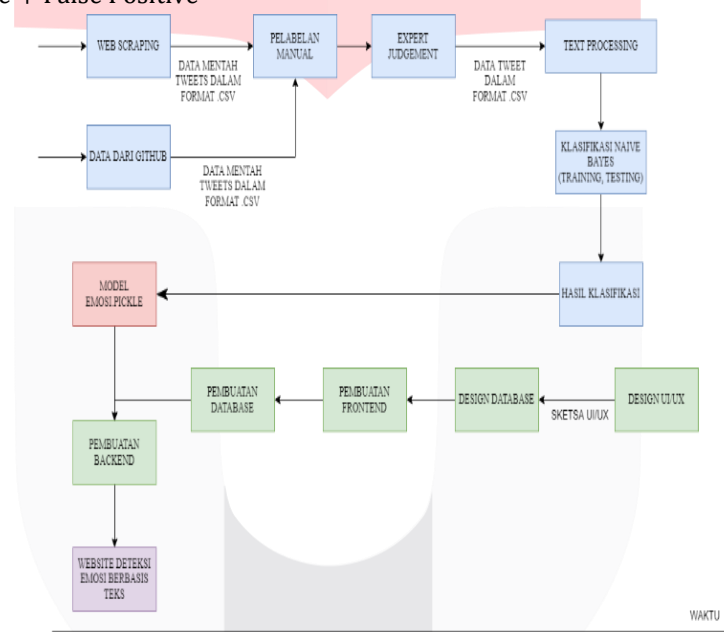 e + False Positive
WEB SCRAPING
DATA MENTAH
TWEETS DALAM
FORMAT .CSV
PELABELAN
MANUAL
EXPERT
JUDGEMENT
DATA TWEET
DALAM
FORMAT .CSV
TEXT PROCESSING
DATA DARI GITHUB
DATA MENTAH
TWEETS DALAM
FORMAT .CSV
KLASIFIKASI NAIVE
BAYES
(TRAINING, TESTING)
HASIL KLASIFIKASI
MODEL
EMOSI.PICKLE
DESIGN UI/UX
SKETSA UI/UX
DESIGN DATABASE
PEMBUATAN
FRONTEND
PEMBUATAN
DATABASE
PEMBUATAN
BACKEND
WEBSITE DETEKSI
EMOSI BERBASIS
TEKS
WAKTU